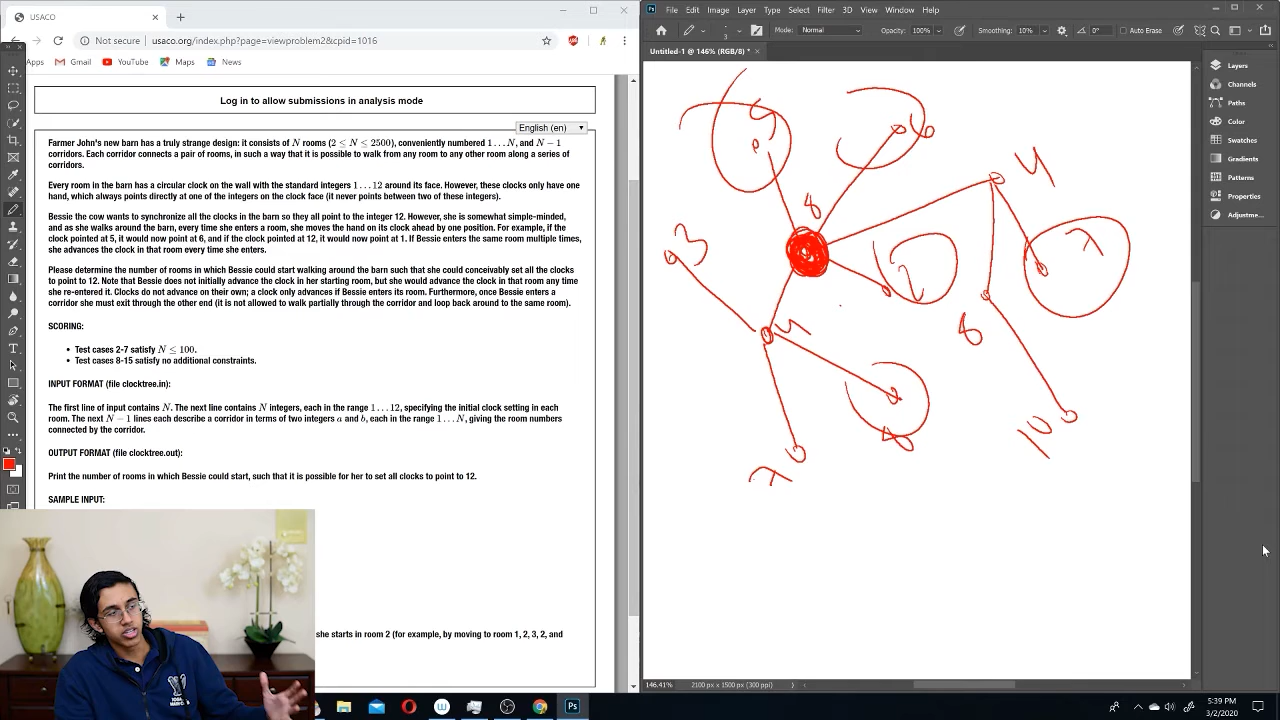 USACO
Not secure usaco.org/index.php?page=viewproblem2&cpid=1016
Apps Gmail YouTube Maps News
Log in to allow submissions in analysis mode
English (en)
Farmer John's new barn has a truly strange design: it consists of N rooms (2 ≤ N ≤ 2500), conveniently numbered 1…N, and N − 1
corridors. Each corridor connects a pair of rooms, in such a way that it is possible to walk from any room to any other room along a series of
corridors.
Every room in the barn has a circular clock on the wall with the standard integers 1…12 around its face. However, these clocks only have one
hand, which always points directly at one of the integers on the clock face (it never points between two of these integers).
Bessie the cow wants to synchronize all the clocks in the barn so they all point to the integer 12. However, she is somewhat simple-minded,
and as she walks around the barn, every time she enters a room, she moves the hand on its clock ahead by one position. For example, if the
clock pointed at 5, it would now point at 6, and if the clock pointed at 12, it would now point at 1. If Bessie enters the same room multiple times,
she advances the clock in that room every time she enters.
Please determine the number of rooms in which Bessie could start walking around the barn such that she could conceivably set all the clocks
to point to 12. Note that Bessie does not initially advance the clock in her starting room, but she would advance the clock in that room any time
she re-entered it. Clocks do not advance on their own; a clock only advances if Bessie enters its room. Furthermore, once Bessie enters a
corridor she must exit through the other end (it is not allowed to walk partially through the corridor and loop back around to the same room).
SCORING:
Test cases 2-7 satisfy N ≤ 100.
Test cases 8-15 satisfy no additional constraints.
INPUT FORMAT (file clocktree.in):
The first line of input contains N. The next line contains N integers, each in the range 1…12, specifying the initial clock setting in each
room. The next N − 1 lines each describe a corridor in terms of two integers a and b, each in the range 1…N, giving the room numbers
connected by the corridor.
OUTPUT FORMAT (file clocktree.out):
Print the number of rooms in which Bessie could start, such that it is possible for her to set all clocks to point to 12.
SAMPLE INPUT:
she starts in room 2 (for example, by moving to room 1, 2, 3, 2, and
Ps File Edit Image Layer Type Select Filter 3D View Window Help
3 Mode: Normal Opacity: 100% Smoothing: 10% 0° Auto Erase
Untitled-1 @ 146% (RGB/8) *
5
6
4
8
3
2
7
4
8
8
10
7
Layers
Channels
Paths
Color
Swatches
Gradients
Patterns
Properties
Adjustme...
146.41% 2100 px x 1500 px (300 ppi)
5:39 PM
3/2/2020